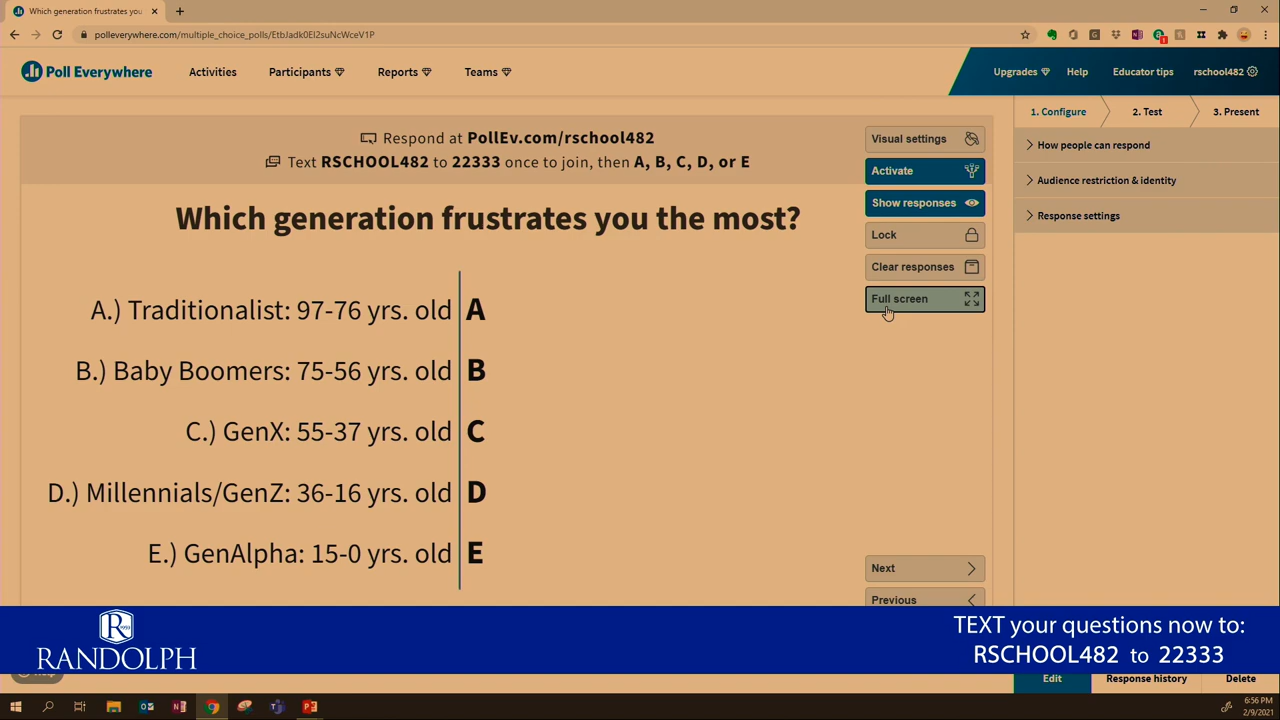 Which generation frustrates you
polleverywhere.com/multiple_choice_polls/EtbJadk0EI2suNcWceV1P
1
Poll Everywhere
Activities
Participants
Reports
Teams
Upgrades
Help
Educator tips
rschool482
Respond at PollEv.com/rschool482
Text RSCHOOL482 to 22333 once to join, then A, B, C, D, or E
Which generation frustrates you the most?
A.) Traditionalist: 97-76 yrs. old A
B.) Baby Boomers: 75-56 yrs. old B
C.) GenX: 55-37 yrs. old C
D.) Millennials/GenZ: 36-16 yrs. old D
E.) GenAlpha: 15-0 yrs. old E
Visual settings
Activate
Show responses
Lock
Clear responses
Full screen
Next
Previous
1. Configure
2. Test
3. Present
How people can respond
Audience restriction & identity
Response settings
R
RANDOLPH
TEXT your questions now to:
RSCHOOL482 to 22333
Edit
Response history
Delete
6:56 PM
2/9/2021